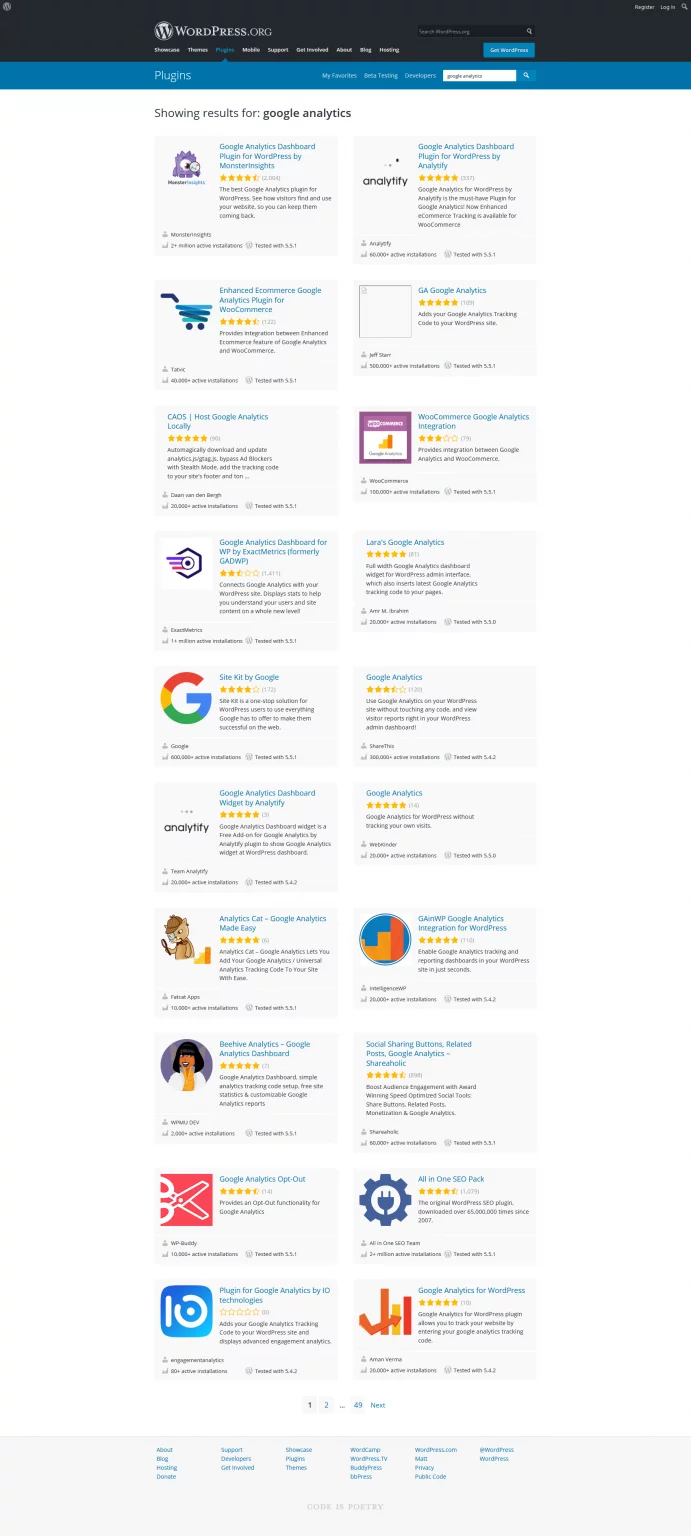 Register Log In
WORDPRESS.ORG
Search WordPress.org
Showcase Themes Plugins Mobile Support Get Involved About Blog Hosting
Get WordPress
Plugins
My Favorites Beta Testing Developers
google analytics
Showing results for: google analytics
Google Analytics Dashboard
Plugin for WordPress by
MonsterInsights
(2,004)
The best Google Analytics plugin for
WordPress. See how visitors find and use
your website, so you can keep them
coming back.
MonsterInsights
MonsterInsights
2+ million active installations Tested with 5.5.1
Google Analytics Dashboard
Plugin for WordPress by
Analytify
analytify
(337)
Google Analytics for WordPress by
Analytify is the must-have Plugin for
Google Analytics! Now Enhanced
eCommerce Tracking is available for
WooCommerce
Analytify
60,000+ active installations Tested with 5.5.1
Enhanced Ecommerce Google
Analytics Plugin for
WooCommerce
(122)
Provides integration between Enhanced
Ecommerce feature of Google Analytics
and WooCommerce.
Tatvic
40,000+ active installations Tested with 5.5.1
GA Google Analytics
(109)
Adds your Google Analytics Tracking
Code to your WordPress site.
Jeff Starr
500,000+ active installations Tested with 5.5.1
CAOS | Host Google Analytics
Locally
(90)
Automagically download and update
analytics.js/gtag.js, bypass Ad Blockers
with Stealth Mode, add the tracking code
to your site's footer and ton ...
Daan van den Bergh
20,000+ active installations Tested with 5.5.1
WooCommerce Google Analytics
Integration
WOO COMMERCE
Google Analytics
(79)
Provides integration between Google
Analytics and WooCommerce.
WooCommerce
100,000+ active installations Tested with 5.5.1
Google Analytics Dashboard for
WP by ExactMetrics (formerly
GADWP)
(1,411)
Connects Google Analytics with your
WordPress site. Displays stats to help
you understand your users and site
content on a whole new level!
ExactMetrics
1+ million active installations Tested with 5.5.1
Lara's Google Analytics
(81)
Full width Google Analytics dashboard
widget for WordPress admin interface,
which also inserts latest Google Analytics
tracking code to your pages.
Amr M. Ibrahim
20,000+ active installations Tested with 5.5.0
Site Kit by Google
(172)
Site Kit is a one-stop solution for
WordPress users to use everything
Google has to offer to make them
successful on the web.
Google
600,000+ active installations Tested with 5.5.1
Google Analytics
(120)
Use Google Analytics on your WordPress
site without touching any code, and view
visitor reports right in your WordPress
admin dashboard!
ShareThis
300,000+ active installations Tested with 5.4.2
Google Analytics Dashboard
Widget by Analytify
analytify
(3)
Google Analytics Dashboard widget is a
Free Add-on for Google Analytics by
Analytify plugin to show Google Analytics
widget at WordPress dashboard.
Team Analytify
20,000+ active installations Tested with 5.4.2
Google Analytics
(14)
Google Analytics for WordPress without
tracking your own visits.
WebKinder
20,000+ active installations Tested with 5.5.0
Analytics Cat – Google Analytics
Made Easy
(6)
Analytics Cat – Google Analytics Lets You
Add Your Google Analytics / Universal
Analytics Tracking Code To Your Site
With Ease.
Fatcat Apps
10,000+ active installations Tested with 5.5.1
GAinWP Google Analytics
Integration for WordPress
(110)
Enable Google Analytics tracking and
reporting dashboards in your WordPress
site in just seconds.
IntelligenceWP
20,000+ active installations Tested with 5.4.2
Beehive Analytics – Google
Analytics Dashboard
(7)
Google Analytics Dashboard, simple
analytics tracking code setup, free site
statistics & customizable Google
Analytics reports
WPMU DEV
2,000+ active installations Tested with 5.5.1
Social Sharing Buttons, Related
Posts, Google Analytics –
Shareaholic
(898)
Boost Audience Engagement with Award
Winning Speed Optimized Social Tools:
Share Buttons, Related Posts,
Monetization & Google Analytics.
Shareaholic
60,000+ active installations Tested with 5.5.1
Google Analytics Opt-Out
(14)
Provides an Opt-Out functionality for
Google Analytics
WP-Buddy
10,000+ active installations Tested with 5.5.1
All in One SEO Pack
(1,079)
The original WordPress SEO plugin,
downloaded over 65,000,000 times since
2007.
All in One SEO Team
2+ million active installations Tested with 5.5.1
Plugin for Google Analytics by IO
technologies
(0)
Adds your Google Analytics Tracking
Code to your WordPress site and
displays advanced engagement analytics.
engagementanalytics
80+ active installations Tested with 5.4.2
Google Analytics for WordPress
(10)
Google Analytics for WordPress plugin
allows you to track your website by
entering your google analytics tracking
code.
Aman Verma
20,000+ active installations Tested with 5.4.2
1 2 ... 49 Next
About Support Showcase WordCamp WordPress.com @WordPress
Blog Developers Plugins WordPress.TV Matt WordPress
Hosting Get Involved Themes BuddyPress Privacy
Donate bbPress Public Code
CODE IS POETRY